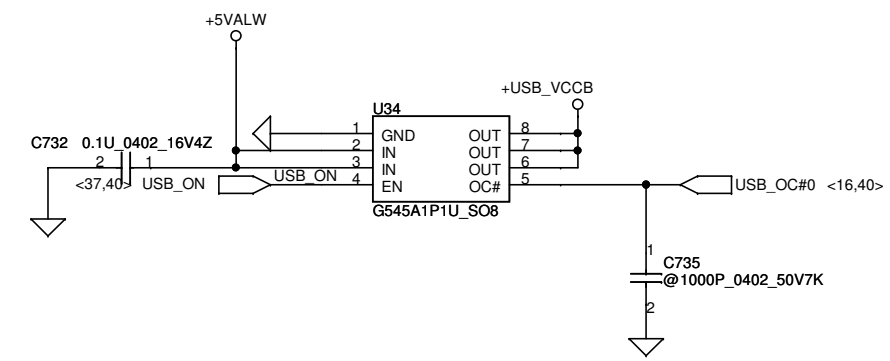 +5VALW
+USB_VCCB
U34
C732 0.1U_0402_16V4Z
1 GND OUT 8
2 IN OUT 7
3 IN OUT 6
4 EN OC# 5
2 1
<37,40> USB_ON
USB_ON
USB_OC#0 <16,40>
G545A1P1U_SO8
1
C735
@1000P_0402_50V7K
2